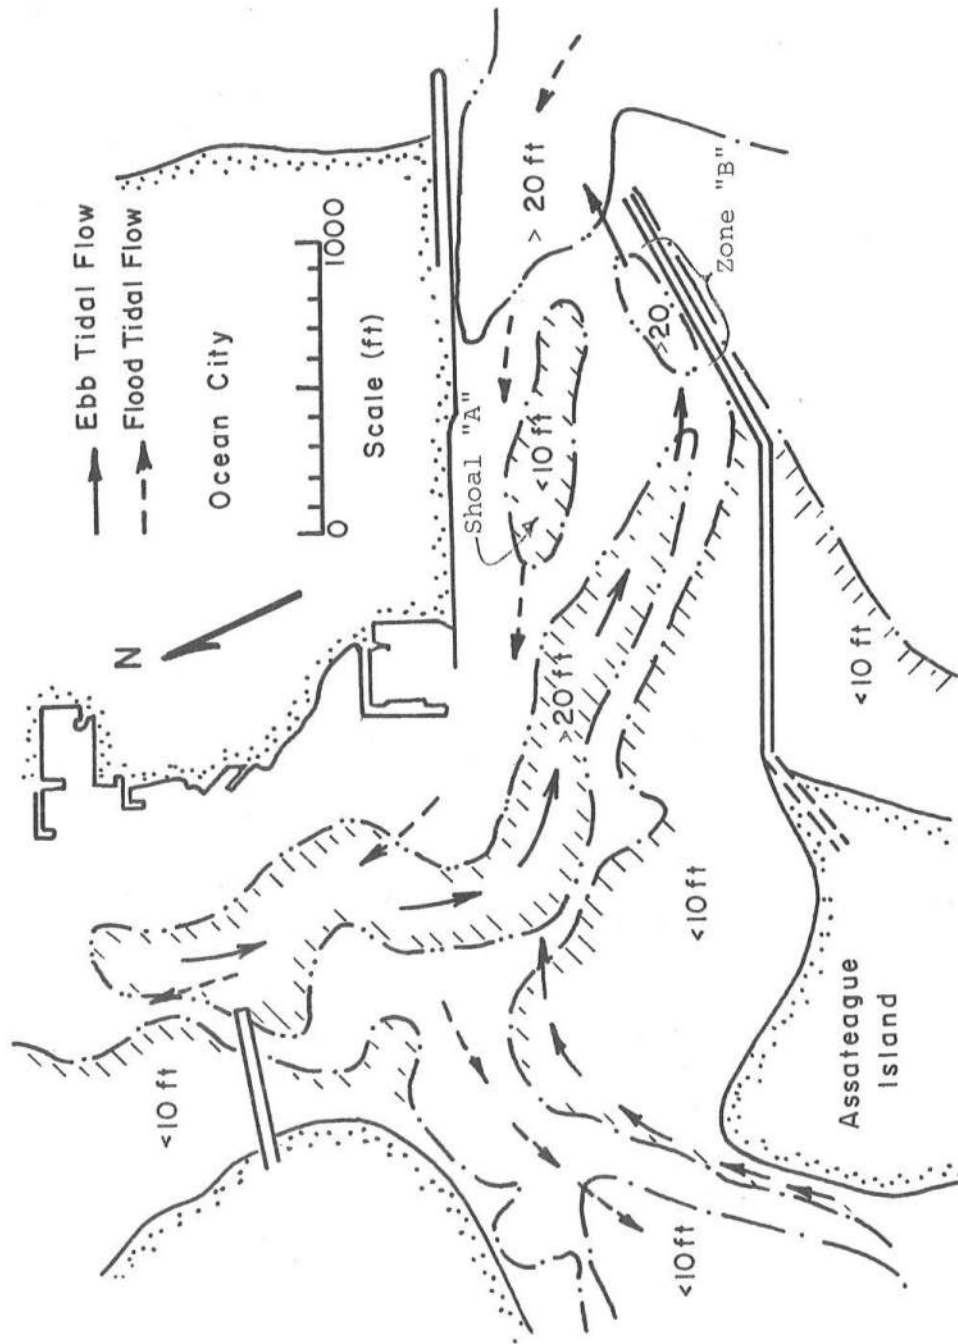 Ebb Tidal Flow
Flood Tidal Flow
Ocean City
N
0
1000
Scale (ft)
> 20 ft
Shoal "A"
<10 ft
>20
Zone "B"
>20 ft
<10 ft
<10 ft
<10 ft
<10 ft
Assateague
Island